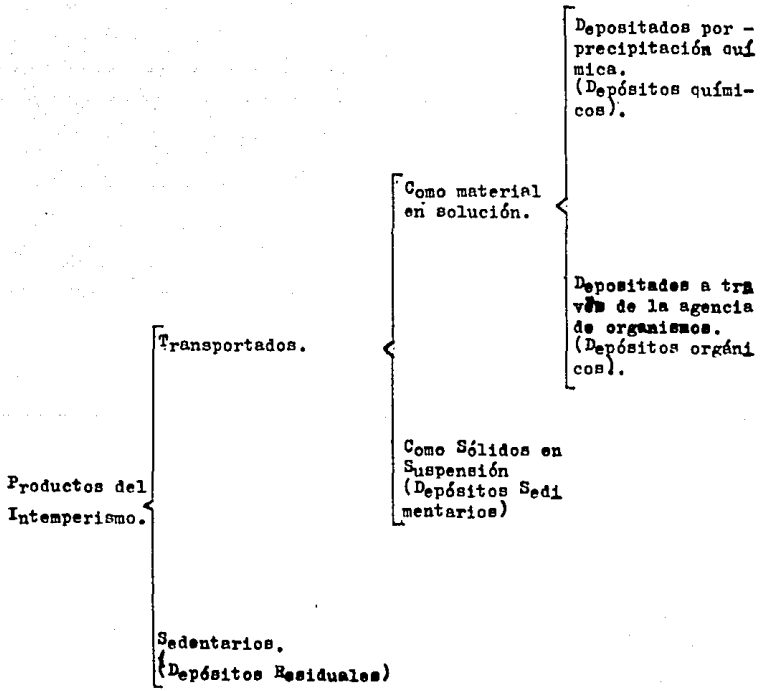 Depositados por -
precipitación quí
mica.
(Depósitos quími-
cos).
Como material
en solución.
Depositados a tra
vés de la agencia
de organismos.
(Depósitos orgáni
cos).
Transportados.
Como Sólidos en
Suspensión
(Depósitos Sedi
mentarios)
Productos del
Intemperismo.
Sedentarios.
(Depósitos Residuales)